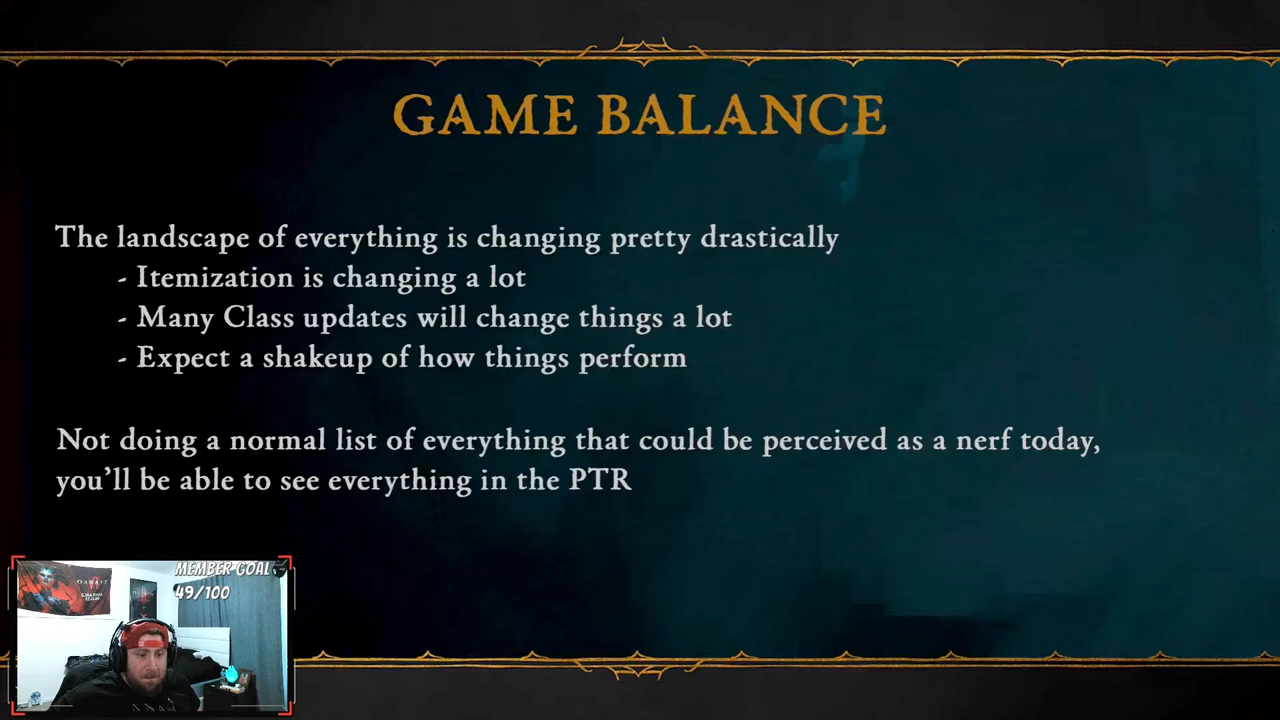 GAME BALANCE
The landscape of everything is changing pretty drastically
- Itemization is changing a lot
- Many Class updates will change things a lot
- Expect a shakeup of how things perform
Not doing a normal list of everything that could be perceived as a nerf today,
you'll be able to see everything in the PTR
MEMBER GOAL
49/100